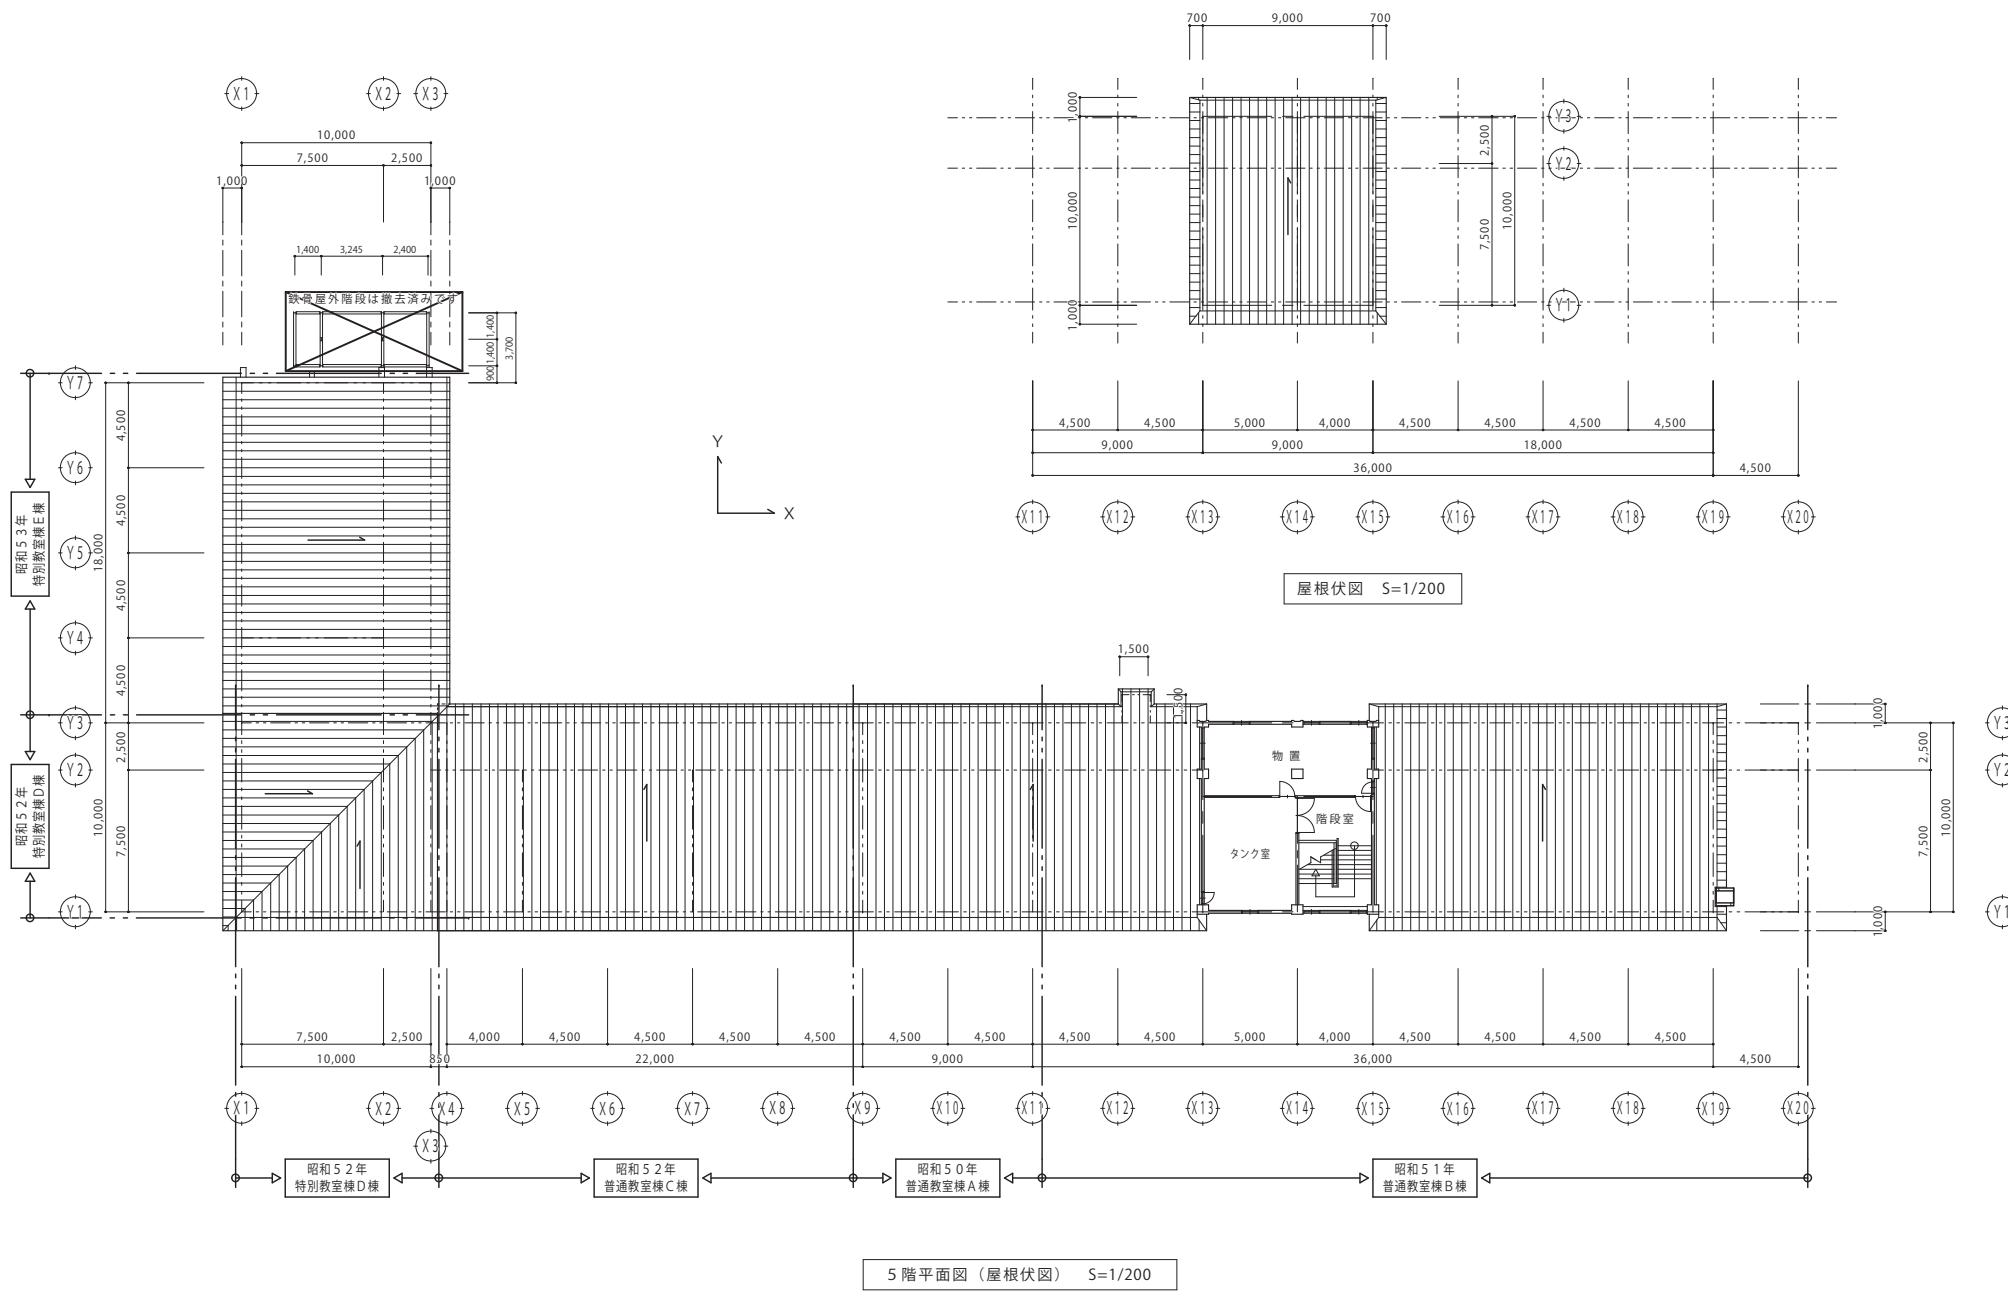 700 9,000 700
X1 X2 X3
10,000
7,500 2,500
1,000 1,000
1,400 3,245 2,400
鉄骨屋外階段は撤去済みです
1,400
1,400
900
3,700
1,000
10,000
1,000
2,500
7,500
10,000
Y3
Y2
Y1
4,500 4,500 5,000 4,000 4,500 4,500 4,500 4,500
9,000 9,000 18,000
36,000 4,500
X11 X12 X13 X14 X15 X16 X17 X18 X19 X20
屋根伏図 S=1/200
Y
X
Y7
Y6
Y5
Y4
Y3
Y2
Y1
4,500
4,500
4,500
4,500
18,000
2,500
7,500
10,000
昭和53年
特別教室棟E棟
昭和52年
特別教室棟D棟
1,500
1,500
物置
階段室
タンク室
1,000
2,500
7,500
10,000
1,000
Y3
Y2
Y1
7,500 2,500 4,000 4,500 4,500 4,500 4,500 4,500 4,500 4,500 4,500 5,000 4,000 4,500 4,500 4,500 4,500
10,000 850 22,000 9,000 36,000 4,500
X1 X2 X4 X5 X6 X7 X8 X9 X10 X11 X12 X13 X14 X15 X16 X17 X18 X19 X20
X3
昭和52年
特別教室棟D棟
昭和52年
普通教室棟C棟
昭和50年
普通教室棟A棟
昭和51年
普通教室棟B棟
5階平面図（屋根伏図） S=1/200